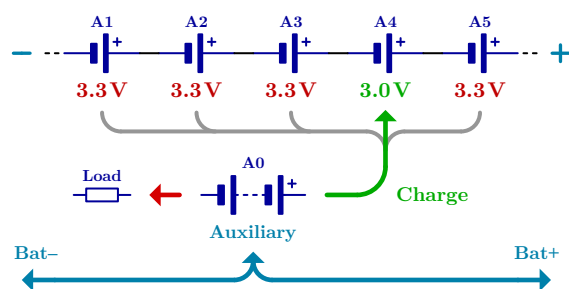 A1 A2 A3 A4 A5
− + + + + + +
3.3 V 3.3 V 3.3 V 3.0 V 3.3 V
Load A0
+
Charge
Auxiliary
Bat− Bat+